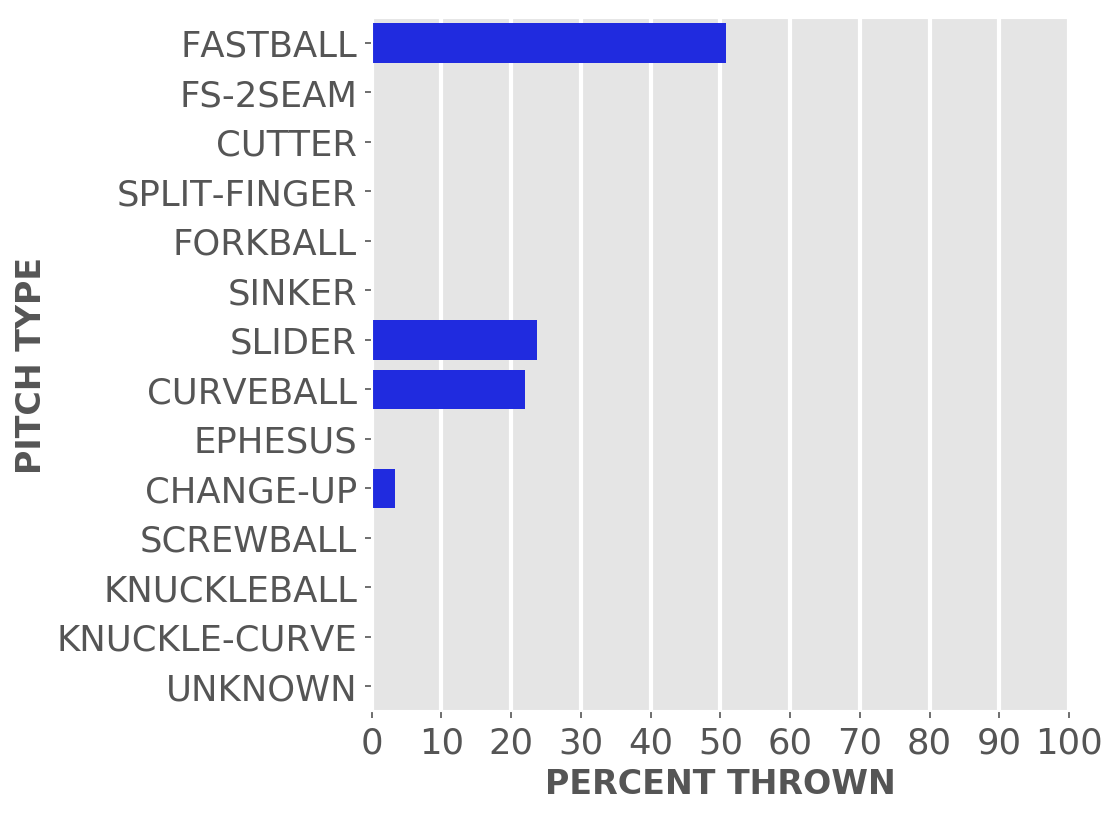 FASTBALL
FS-2SEAM
CUTTER
SPLIT-FINGER
FORKBALL
SINKER
SLIDER
CURVEBALL
EPHESUS
CHANGE-UP
SCREWBALL
KNUCKLEBALL
KNUCKLE-CURVE
UNKNOWN
PITCH TYPE
0 10 20 30 40 50 60 70 80 90 100
PERCENT THROWN